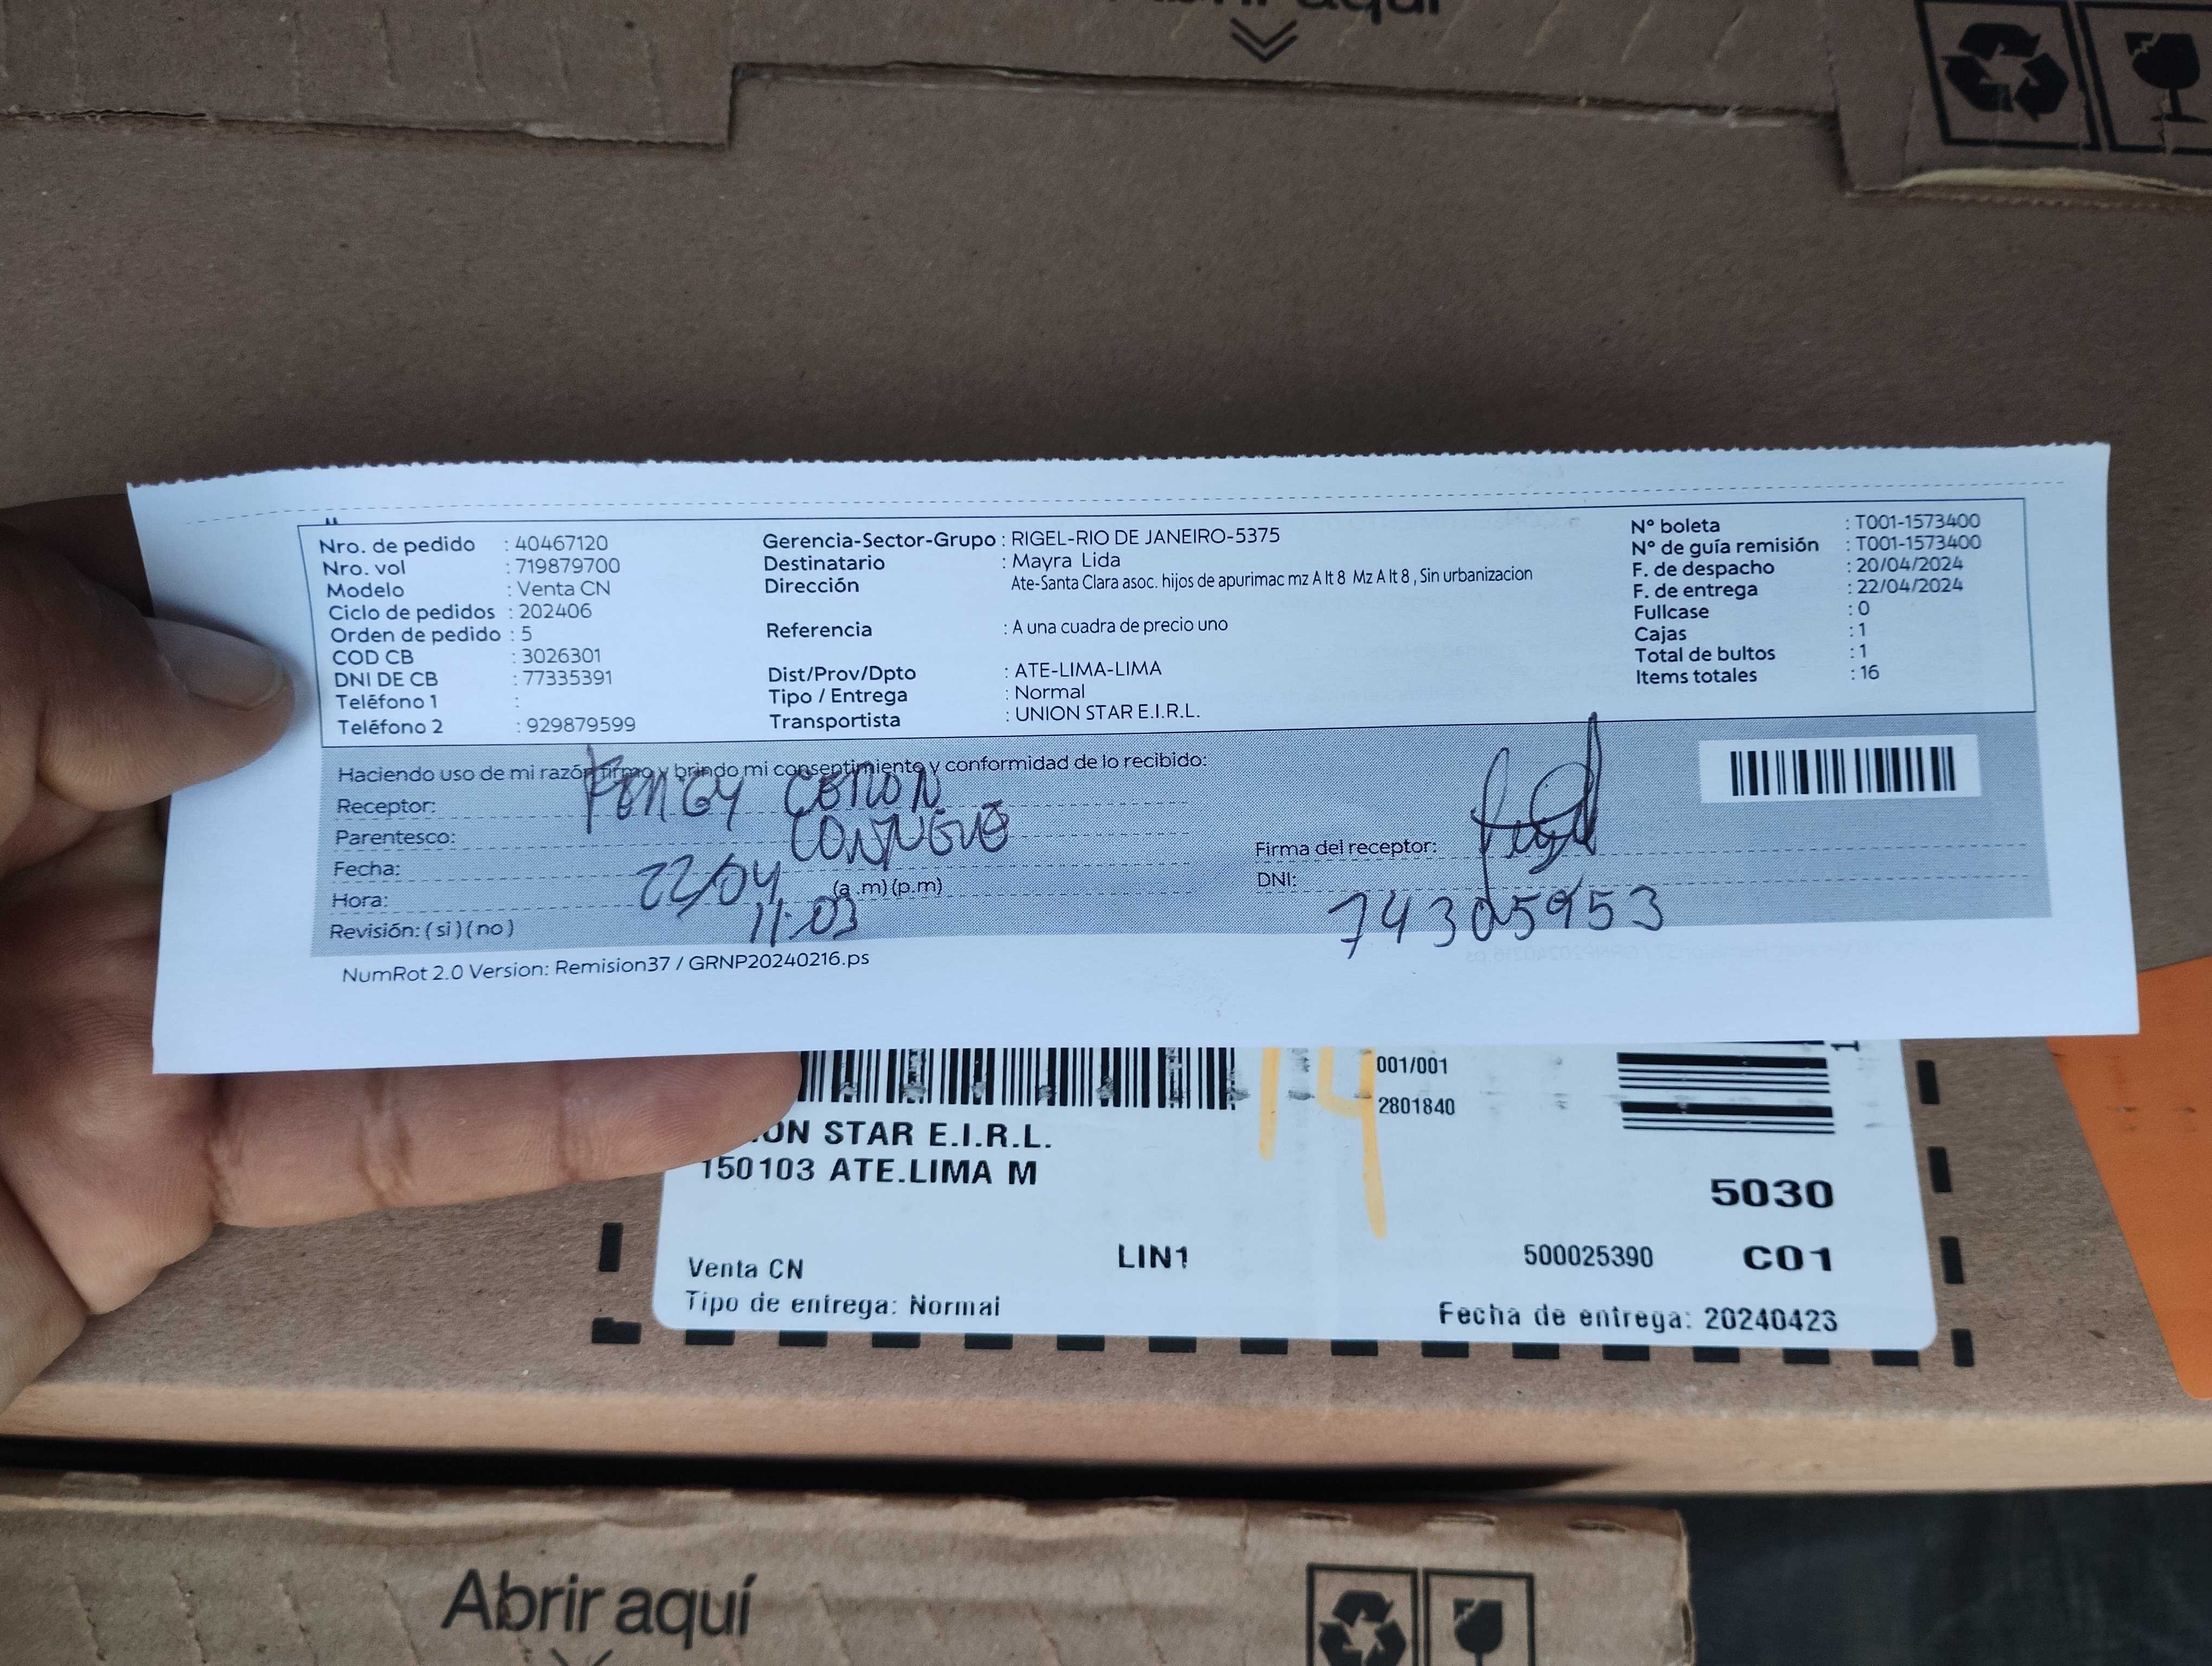 Abrir aquí
Nro. de pedido : 40467120
Nro. vol : 719879700
Modelo : Venta CN
Ciclo de pedidos : 202406
Orden de pedido : 5
COD CB : 3026301
DNI DE CB : 77335391
Teléfono 1 :
Teléfono 2 : 929879599
Gerencia-Sector-Grupo : RIGEL-RIO DE JANEIRO-5375
Destinatario : Mayra Lida
Dirección Ate-Santa Clara asoc. hijos de apurimac mz A lt 8 Mz A lt 8 , Sin urbanizacion
Referencia : A una cuadra de precio uno
Dist/Prov/Dpto : ATE-LIMA-LIMA
Tipo / Entrega : Normal
Transportista : UNION STAR E.I.R.L.
N° boleta : T001-1573400
N° de guía remisión : T001-1573400
F. de despacho : 20/04/2024
F. de entrega : 22/04/2024
Fullcase : 0
Cajas : 1
Total de bultos : 1
Items totales : 16
Haciendo uso de mi razón firmo y brindo mi consentimiento y conformidad de lo recibido:
Receptor:
Parentesco: CONYUGUE
Fecha: 22/04
Hora: (a .m) (p.m) 11:03
Revisión: ( si ) ( no )
Firma del receptor:
DNI: 74305953
NumRot 2.0 Version: Remision37 / GRNP20240216.ps
14
001/001
2801840
ON STAR E.I.R.L.
150103 ATE.LIMA M
5030
Venta CN LIN1 500025390 C01
Tipo de entrega: Normal Fecha de entrega: 20240423
Abrir aquí